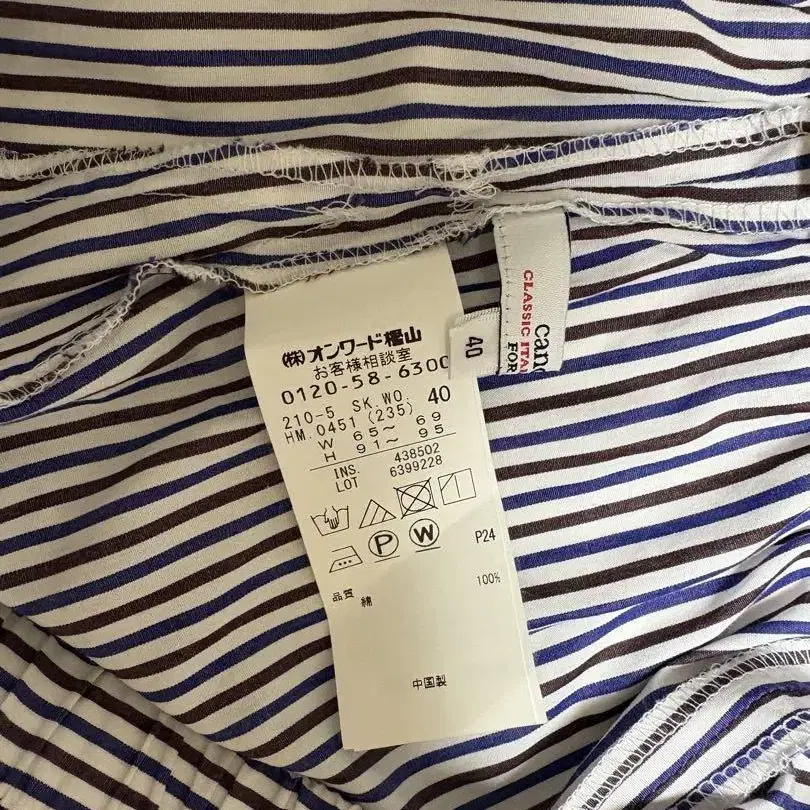 (株)オンワード樫山
お客様相談室
0120-58-6300
210-5 SK.WO. 40
HM.0451 (235)
W 65～ 69
H 91～ 95
INS. 438502
LOT 6399228
P W P24
100%
品質 綿
中国製
40
CLASSIC ITAL
FOR